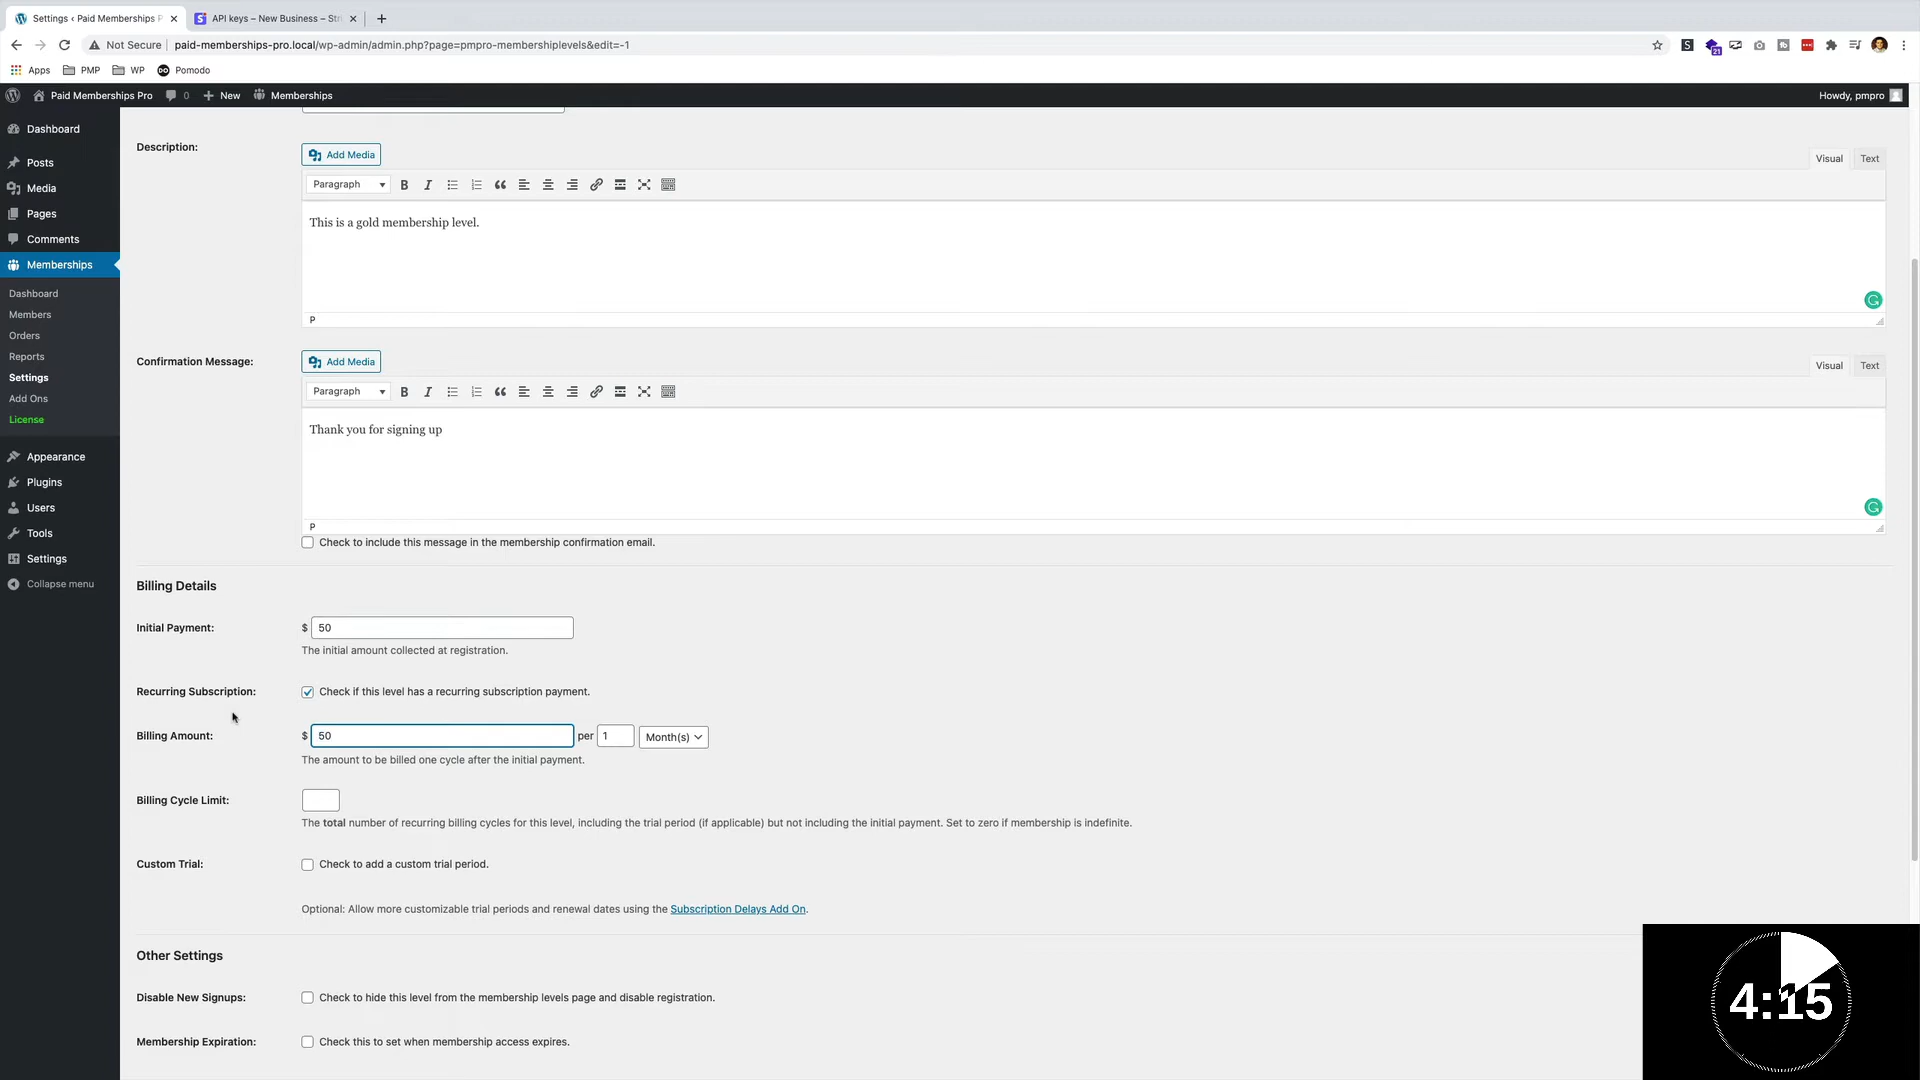 Settings ‹ Paid Memberships P
API keys – New Business – Str
Not Secure
paid-memberships-pro.local/wp-admin/admin.php?page=pmpro-membershiplevels&edit=-1
21
Apps
PMP
WP
DO
Pomodo
Paid Memberships Pro
0
New
Memberships
Howdy, pmpro
Dashboard
Posts
Media
Pages
Comments
Memberships
Dashboard
Members
Orders
Reports
Settings
Add Ons
License
Appearance
Plugins
Users
Tools
Settings
Collapse menu
Description:
Add Media
Visual
Text
Paragraph
This is a gold membership level.
P
Confirmation Message:
Add Media
Visual
Text
Paragraph
Thank you for signing up
P
Check to include this message in the membership confirmation email.
Billing Details
Initial Payment:
$ 50
The initial amount collected at registration.
Recurring Subscription:
Check if this level has a recurring subscription payment.
Billing Amount:
$ 50 per 1 Month(s)
The amount to be billed one cycle after the initial payment.
Billing Cycle Limit:
The total number of recurring billing cycles for this level, including the trial period (if applicable) but not including the initial payment. Set to zero if membership is indefinite.
Custom Trial:
Check to add a custom trial period.
Optional: Allow more customizable trial periods and renewal dates using the Subscription Delays Add On.
Other Settings
Disable New Signups:
Check to hide this level from the membership levels page and disable registration.
Membership Expiration:
Check this to set when membership access expires.
4:15